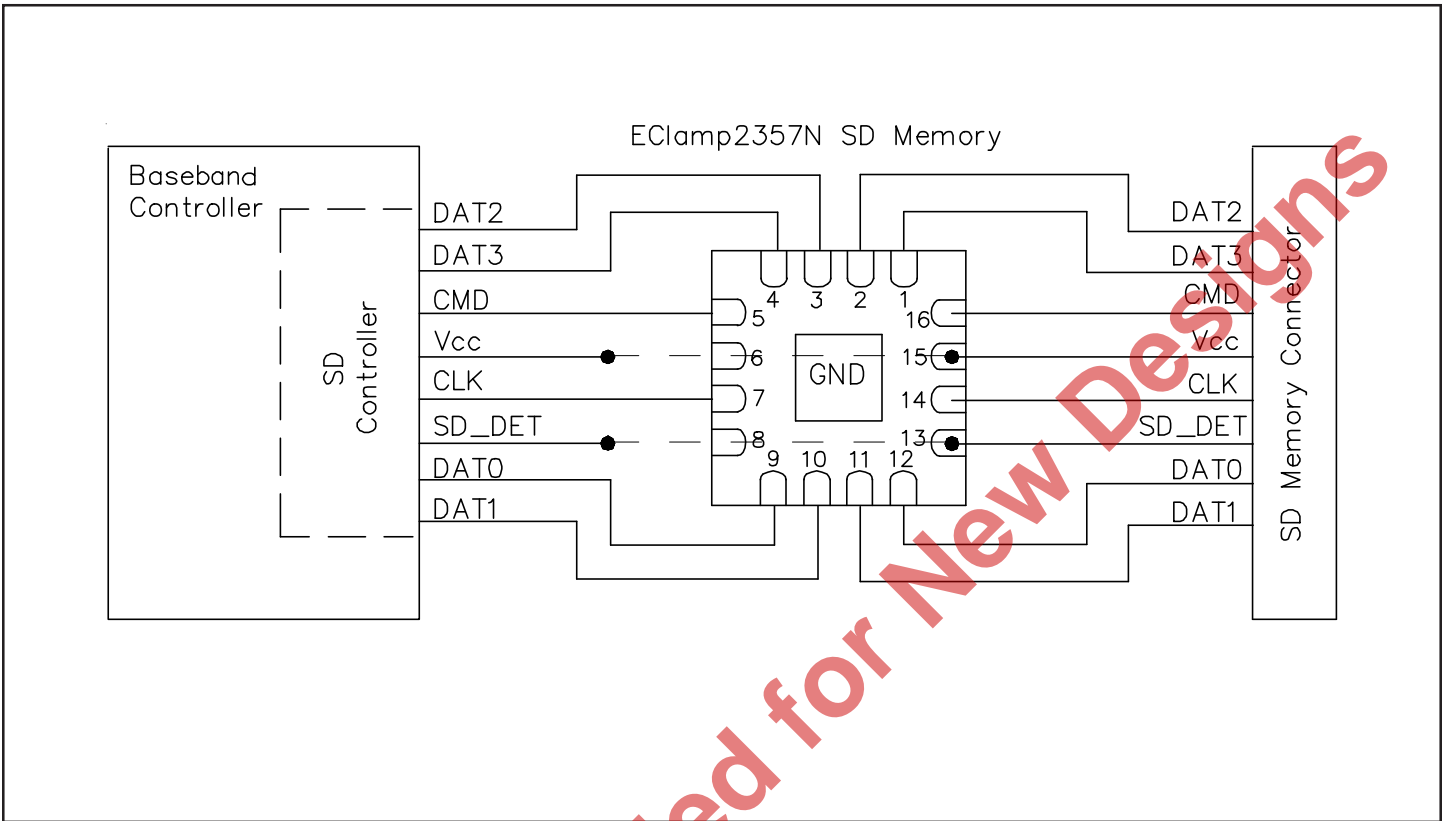 EClamp2357N SD Memory
Baseband
Controller
SD
Controller
DAT2
DAT3
CMD
Vcc
CLK
SD_DET
DAT0
DAT1
4 3 2 1
5
6
7
8
16
15
14
13
9 10 11 12
GND
DAT2
DAT3
CMD
Vcc
CLK
SD_DET
DAT0
DAT1
SD Memory Connector
for New Designs